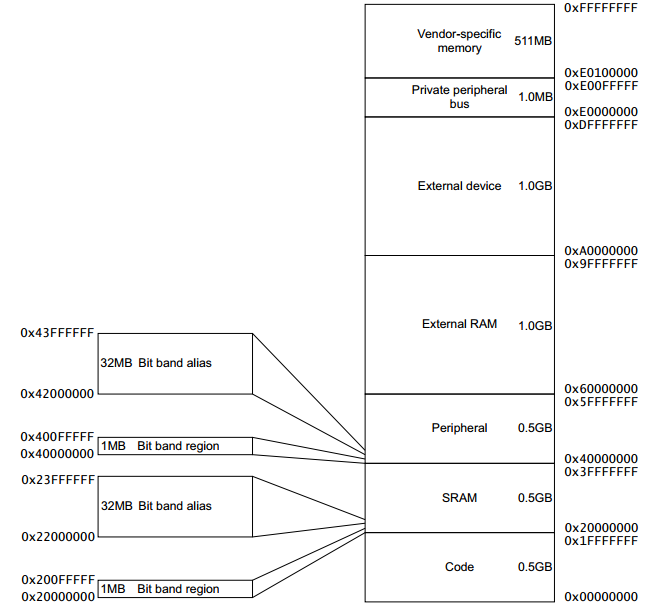 0xFFFFFFFF
Vendor-specific
memory
511MB
0xE0100000
0xE00FFFFF
Private peripheral
bus
1.0MB
0xE0000000
0xDFFFFFFF
External device 1.0GB
0xA0000000
0x9FFFFFFF
External RAM 1.0GB
0x60000000
0x5FFFFFFF
Peripheral 0.5GB
0x40000000
0x3FFFFFFF
SRAM 0.5GB
0x20000000
0x1FFFFFFF
Code 0.5GB
0x00000000
0x43FFFFFF
32MB Bit band alias
0x42000000
0x400FFFFF
1MB Bit band region
0x40000000
0x23FFFFFF
32MB Bit band alias
0x22000000
0x200FFFFF
1MB Bit band region
0x20000000